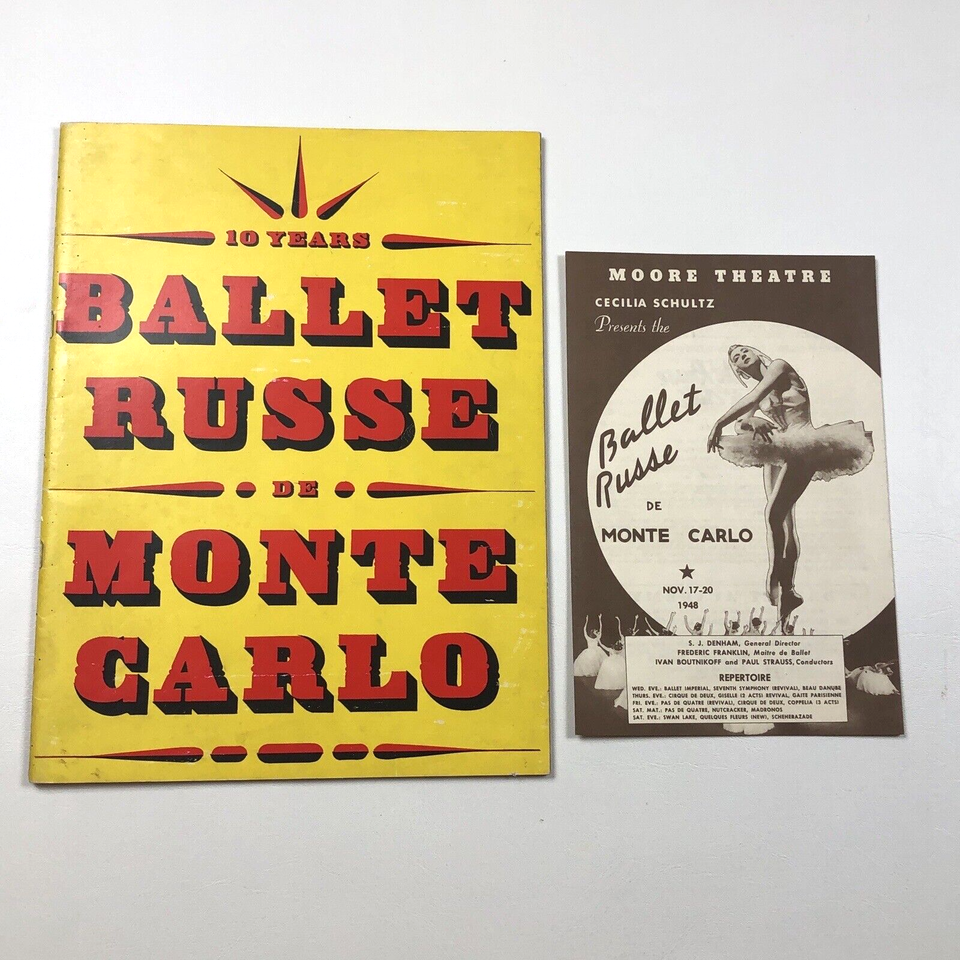 10 YEARS
BALLET
RUSSE
DE
MONTE
CARLO
MOORE THEATRE
CECILIA SCHULTZ
Presents the
Ballet
Russe
DE
MONTE CARLO
NOV. 17-20
1948
S. J. DENHAM, General Director
FREDERIC FRANKLIN, Maitre de Ballet
IVAN BOUTNIKOFF and PAUL STRAUSS, Conductors
REPERTOIRE
WED. EVE.: BALLET IMPERIAL, SEVENTH SYMPHONY (REVIVAL), BEAU DANUBE
THURS. EVE.: CIRQUE DE DEUX, GISELLE (2 ACTS) REVIVAL, GAITE PARISIENNE
FRI. EVE.: PAS DE QUATRE (REVIVAL), CIRQUE DE DEUX, COPPELIA (3 ACTS)
SAT. MAT.: PAS DE QUATRE, NUTCRACKER, MADRONOS
SAT. EVE.: SWAN LAKE, QUELQUES FLEURS (NEW), SCHEHERAZADE